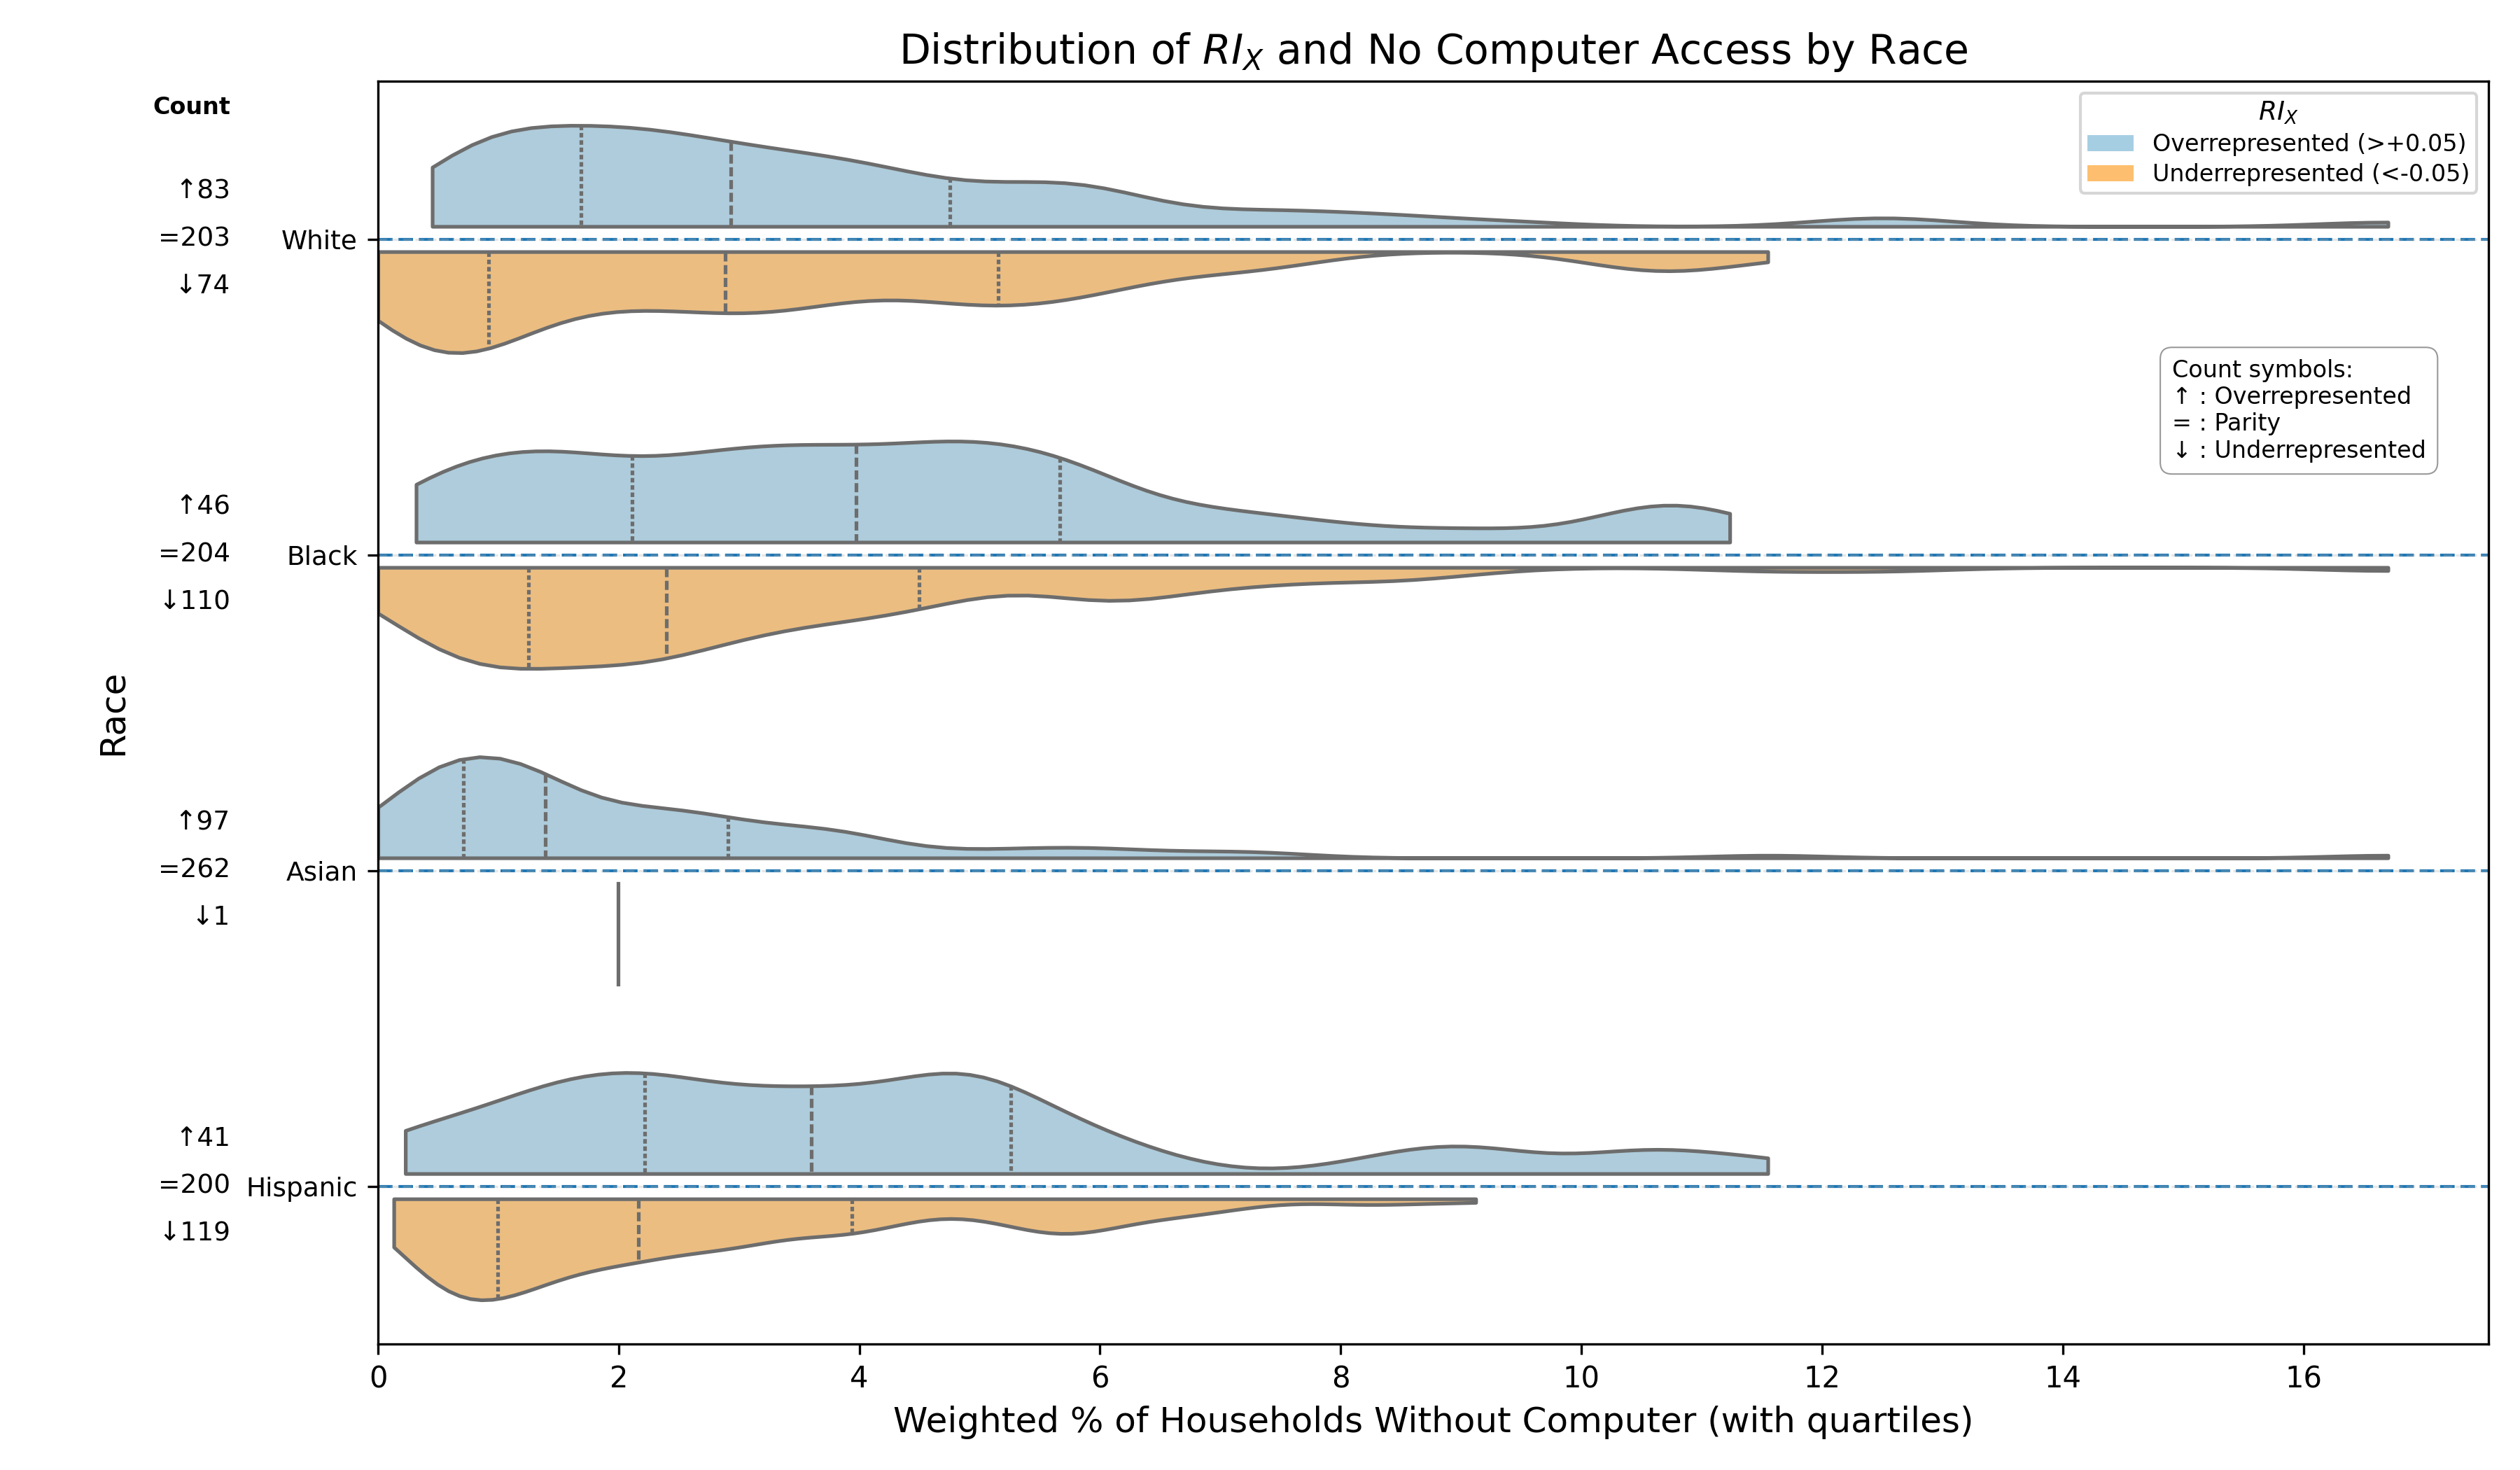 Distribution of RI_X and No Computer Access by Race
Count
RI_X
Overrepresented (>+0.05)
Underrepresented (<-0.05)
↑83
=203
↓74
White
Count symbols:
↑ : Overrepresented
= : Parity
↓ : Underrepresented
↑46
=204
↓110
Black
Race
↑97
=262
↓1
Asian
↑41
=200
↓119
Hispanic
0 2 4 6 8 10 12 14 16
Weighted % of Households Without Computer (with quartiles)